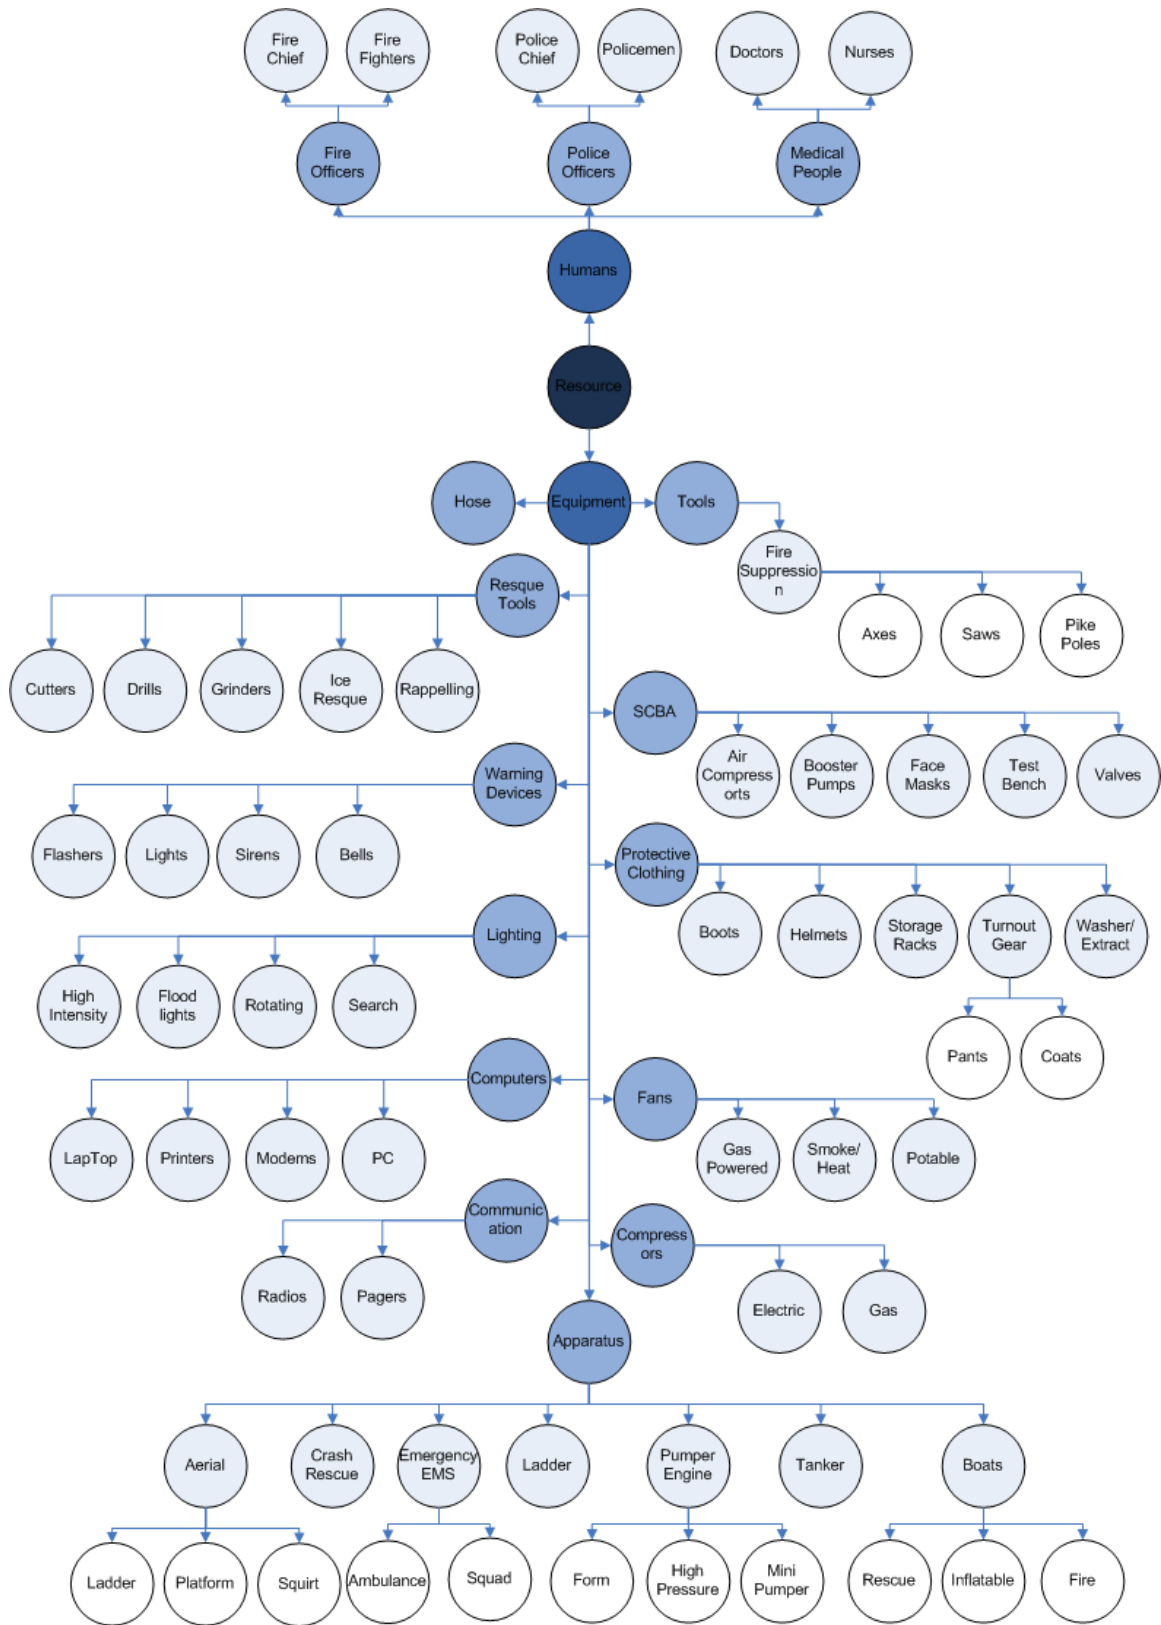 Fire
Chief
Fire
Fighters
Police
Chief
Policemen
Doctors
Nurses
Fire
Officers
Police
Officers
Medical
People
Humans
Resource
Hose
Equipment
Tools
Fire
Suppressio
n
Axes
Saws
Pike
Poles
Resque
Tools
Cutters
Drills
Grinders
Ice
Resque
Rappelling
SCBA
Air
Compress
orts
Booster
Pumps
Face
Masks
Test
Bench
Valves
Warning
Devices
Flashers
Lights
Sirens
Bells
Protective
Clothing
Boots
Helmets
Storage
Racks
Turnout
Gear
Washer/
Extract
Pants
Coats
Lighting
High
Intensity
Flood
lights
Rotating
Search
Computers
LapTop
Printers
Modems
PC
Fans
Gas
Powered
Smoke/
Heat
Potable
Communic
ation
Radios
Pagers
Compress
ors
Electric
Gas
Apparatus
Aerial
Crash
Rescue
Emergency
EMS
Ladder
Pumper
Engine
Tanker
Boats
Ladder
Platform
Squirt
Ambulance
Squad
Form
High
Pressure
Mini
Pumper
Rescue
Inflatable
Fire